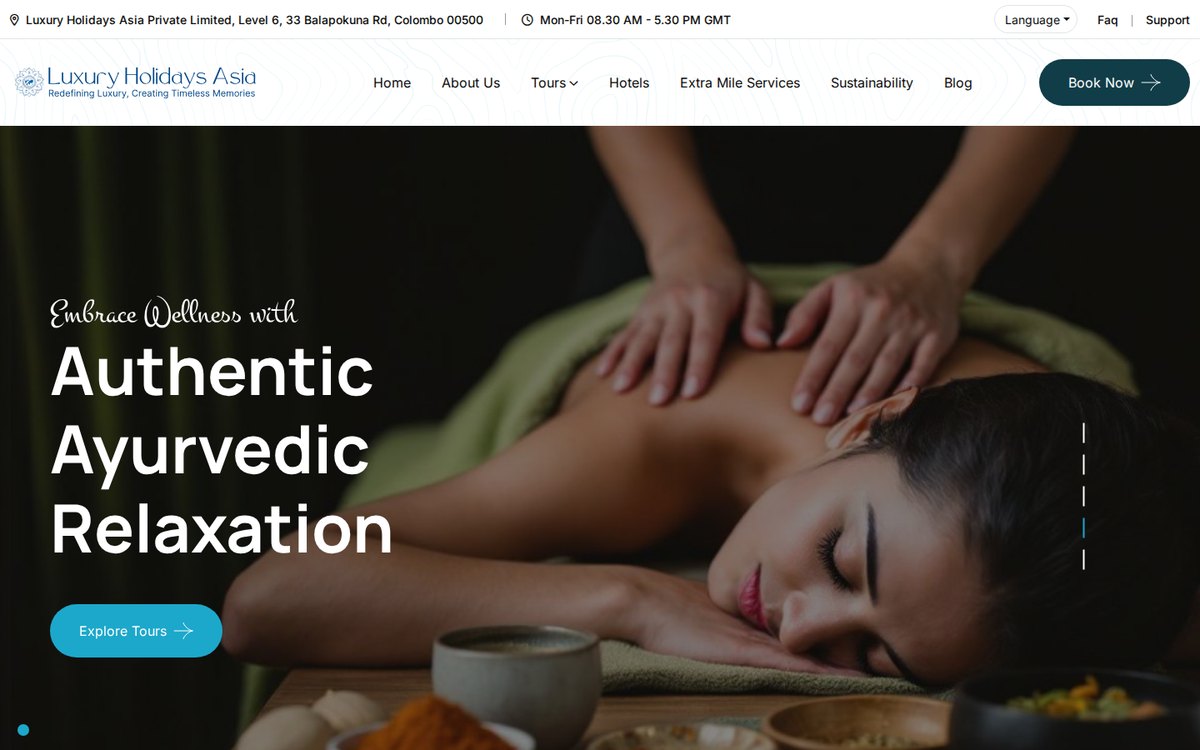 Luxury Holidays Asia Private Limited, Level 6, 33 Balapokuna Rd, Colombo 00500
Mon-Fri 08.30 AM - 5.30 PM GMT
Language
Faq
Support
Luxury Holidays Asia
Redefining Luxury, Creating Timeless Memories
Home
About Us
Tours
Hotels
Extra Mile Services
Sustainability
Blog
Book Now
Embrace Wellness with
Authentic
Ayurvedic
Relaxation
Explore Tours